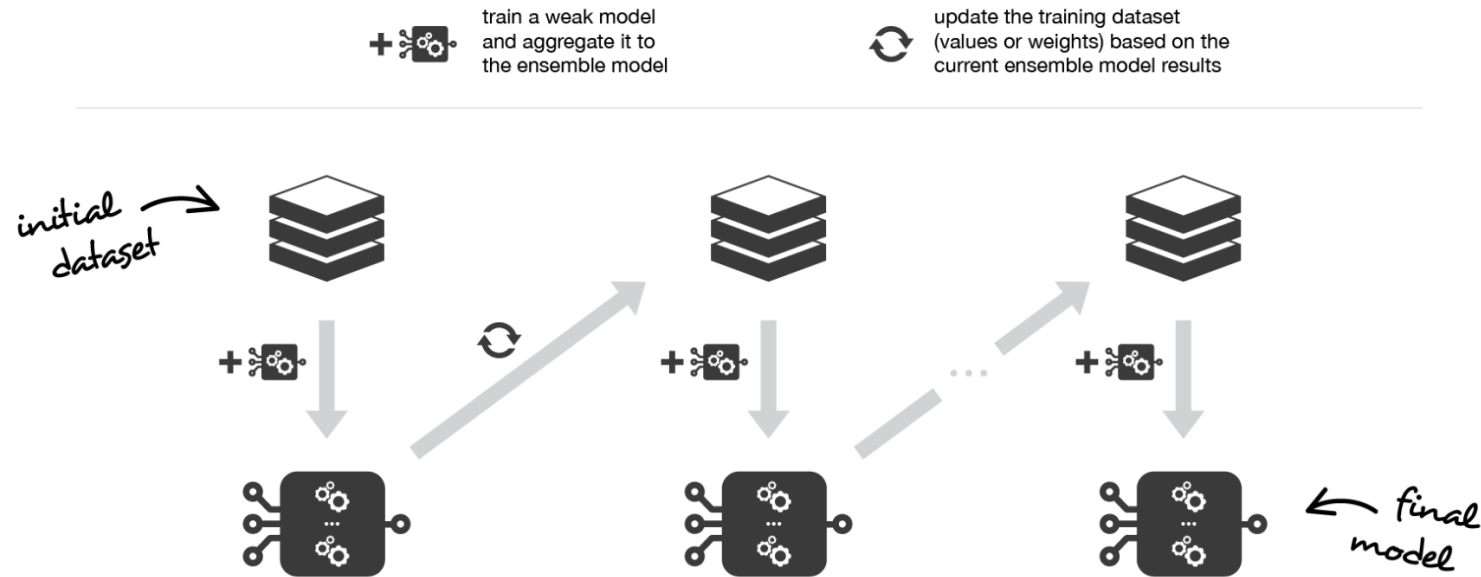 train a weak model
and aggregate it to
the ensemble model
update the training dataset
(values or weights) based on the
current ensemble model results
initial
dataset
final
model